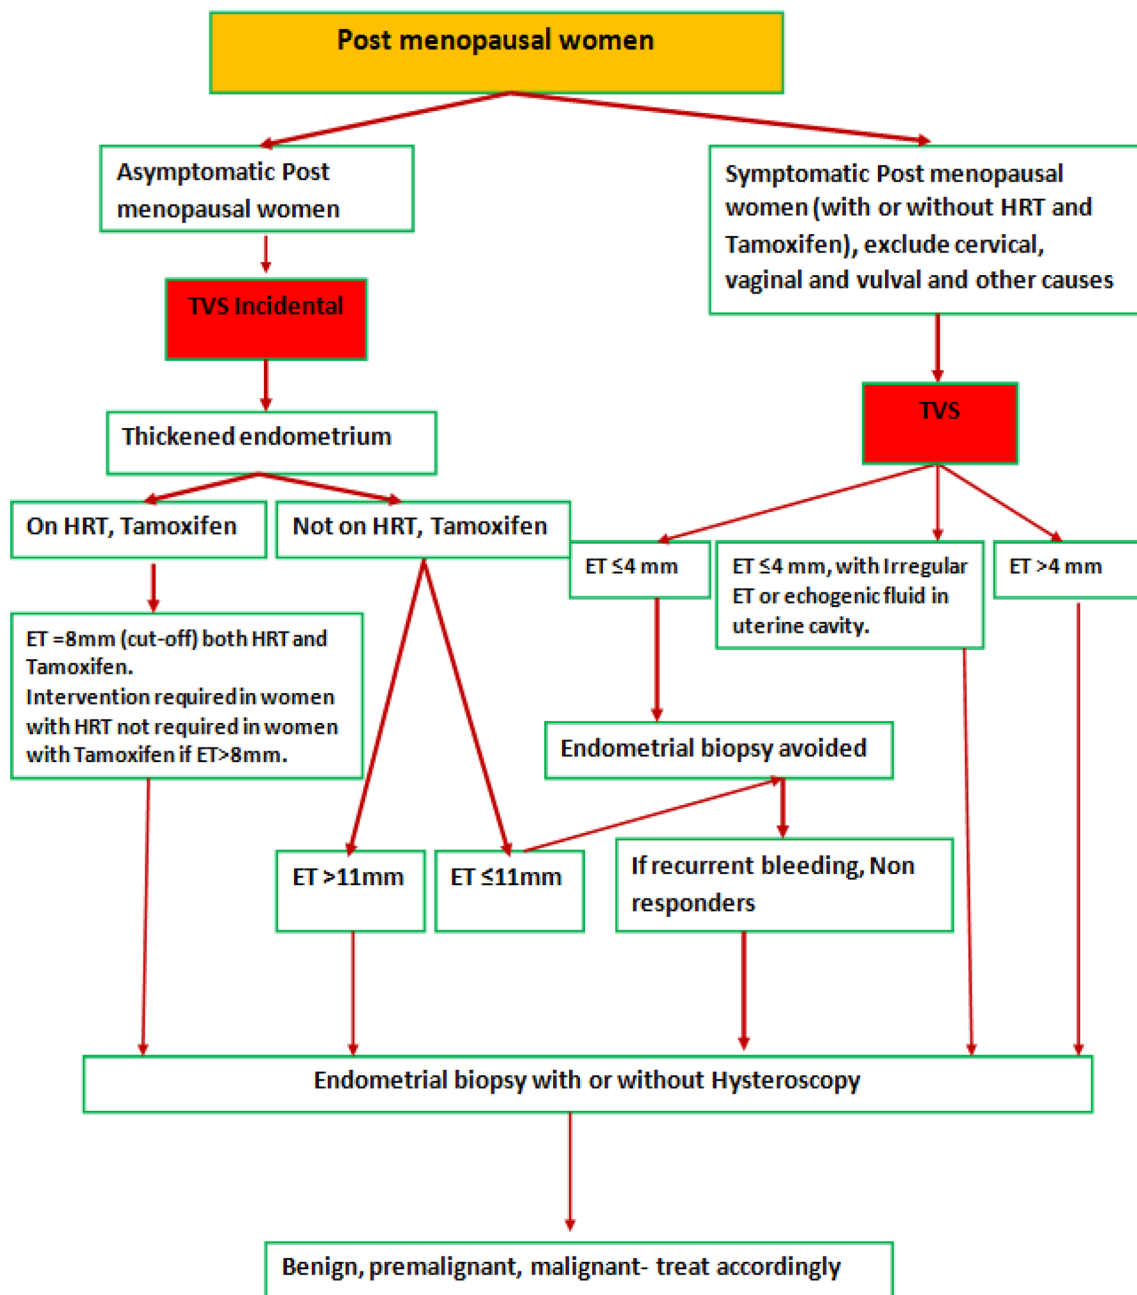 Post menopausal women
Asymptomatic Post
menopausal women
Symptomatic Post menopausal
women (with or without HRT and
Tamoxifen), exclude cervical,
vaginal and vulval and other causes
TVS Incidental
TVS
Thickened endometrium
On HRT, Tamoxifen
Not on HRT, Tamoxifen
ET ≤4 mm
ET ≤4 mm, with Irregular
ET or echogenic fluid in
uterine cavity.
ET >4 mm
ET =8mm (cut-off) both HRT and
Tamoxifen.
Intervention required in women
with HRT not required in women
with Tamoxifen if ET>8mm.
Endometrial biopsy avoided
ET >11mm
ET ≤11mm
If recurrent bleeding, Non
responders
Endometrial biopsy with or without Hysteroscopy
Benign, premalignant, malignant- treat accordingly